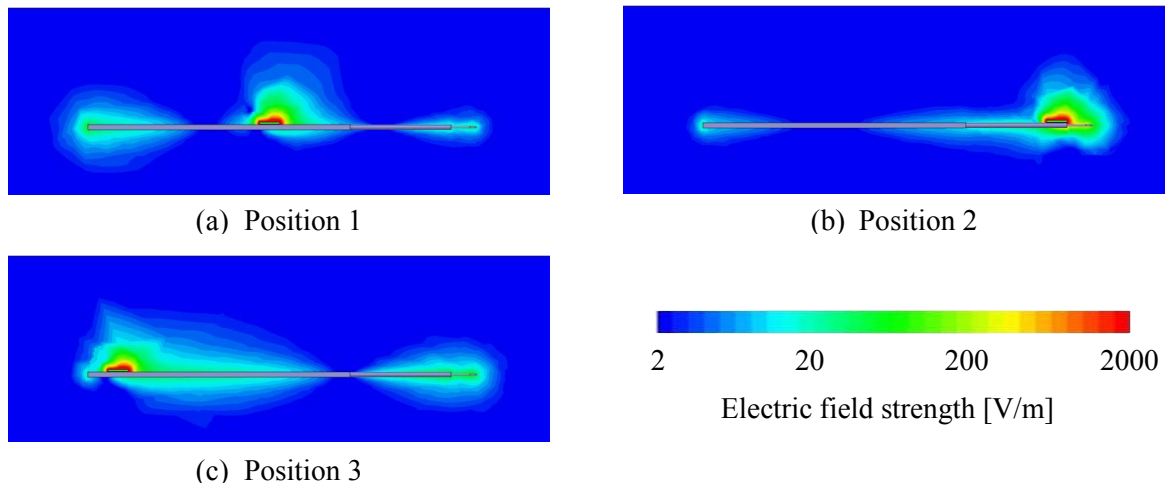 (a) Position 1
(b) Position 2
(c) Position 3
2 20 200 2000
Electric field strength [V/m]